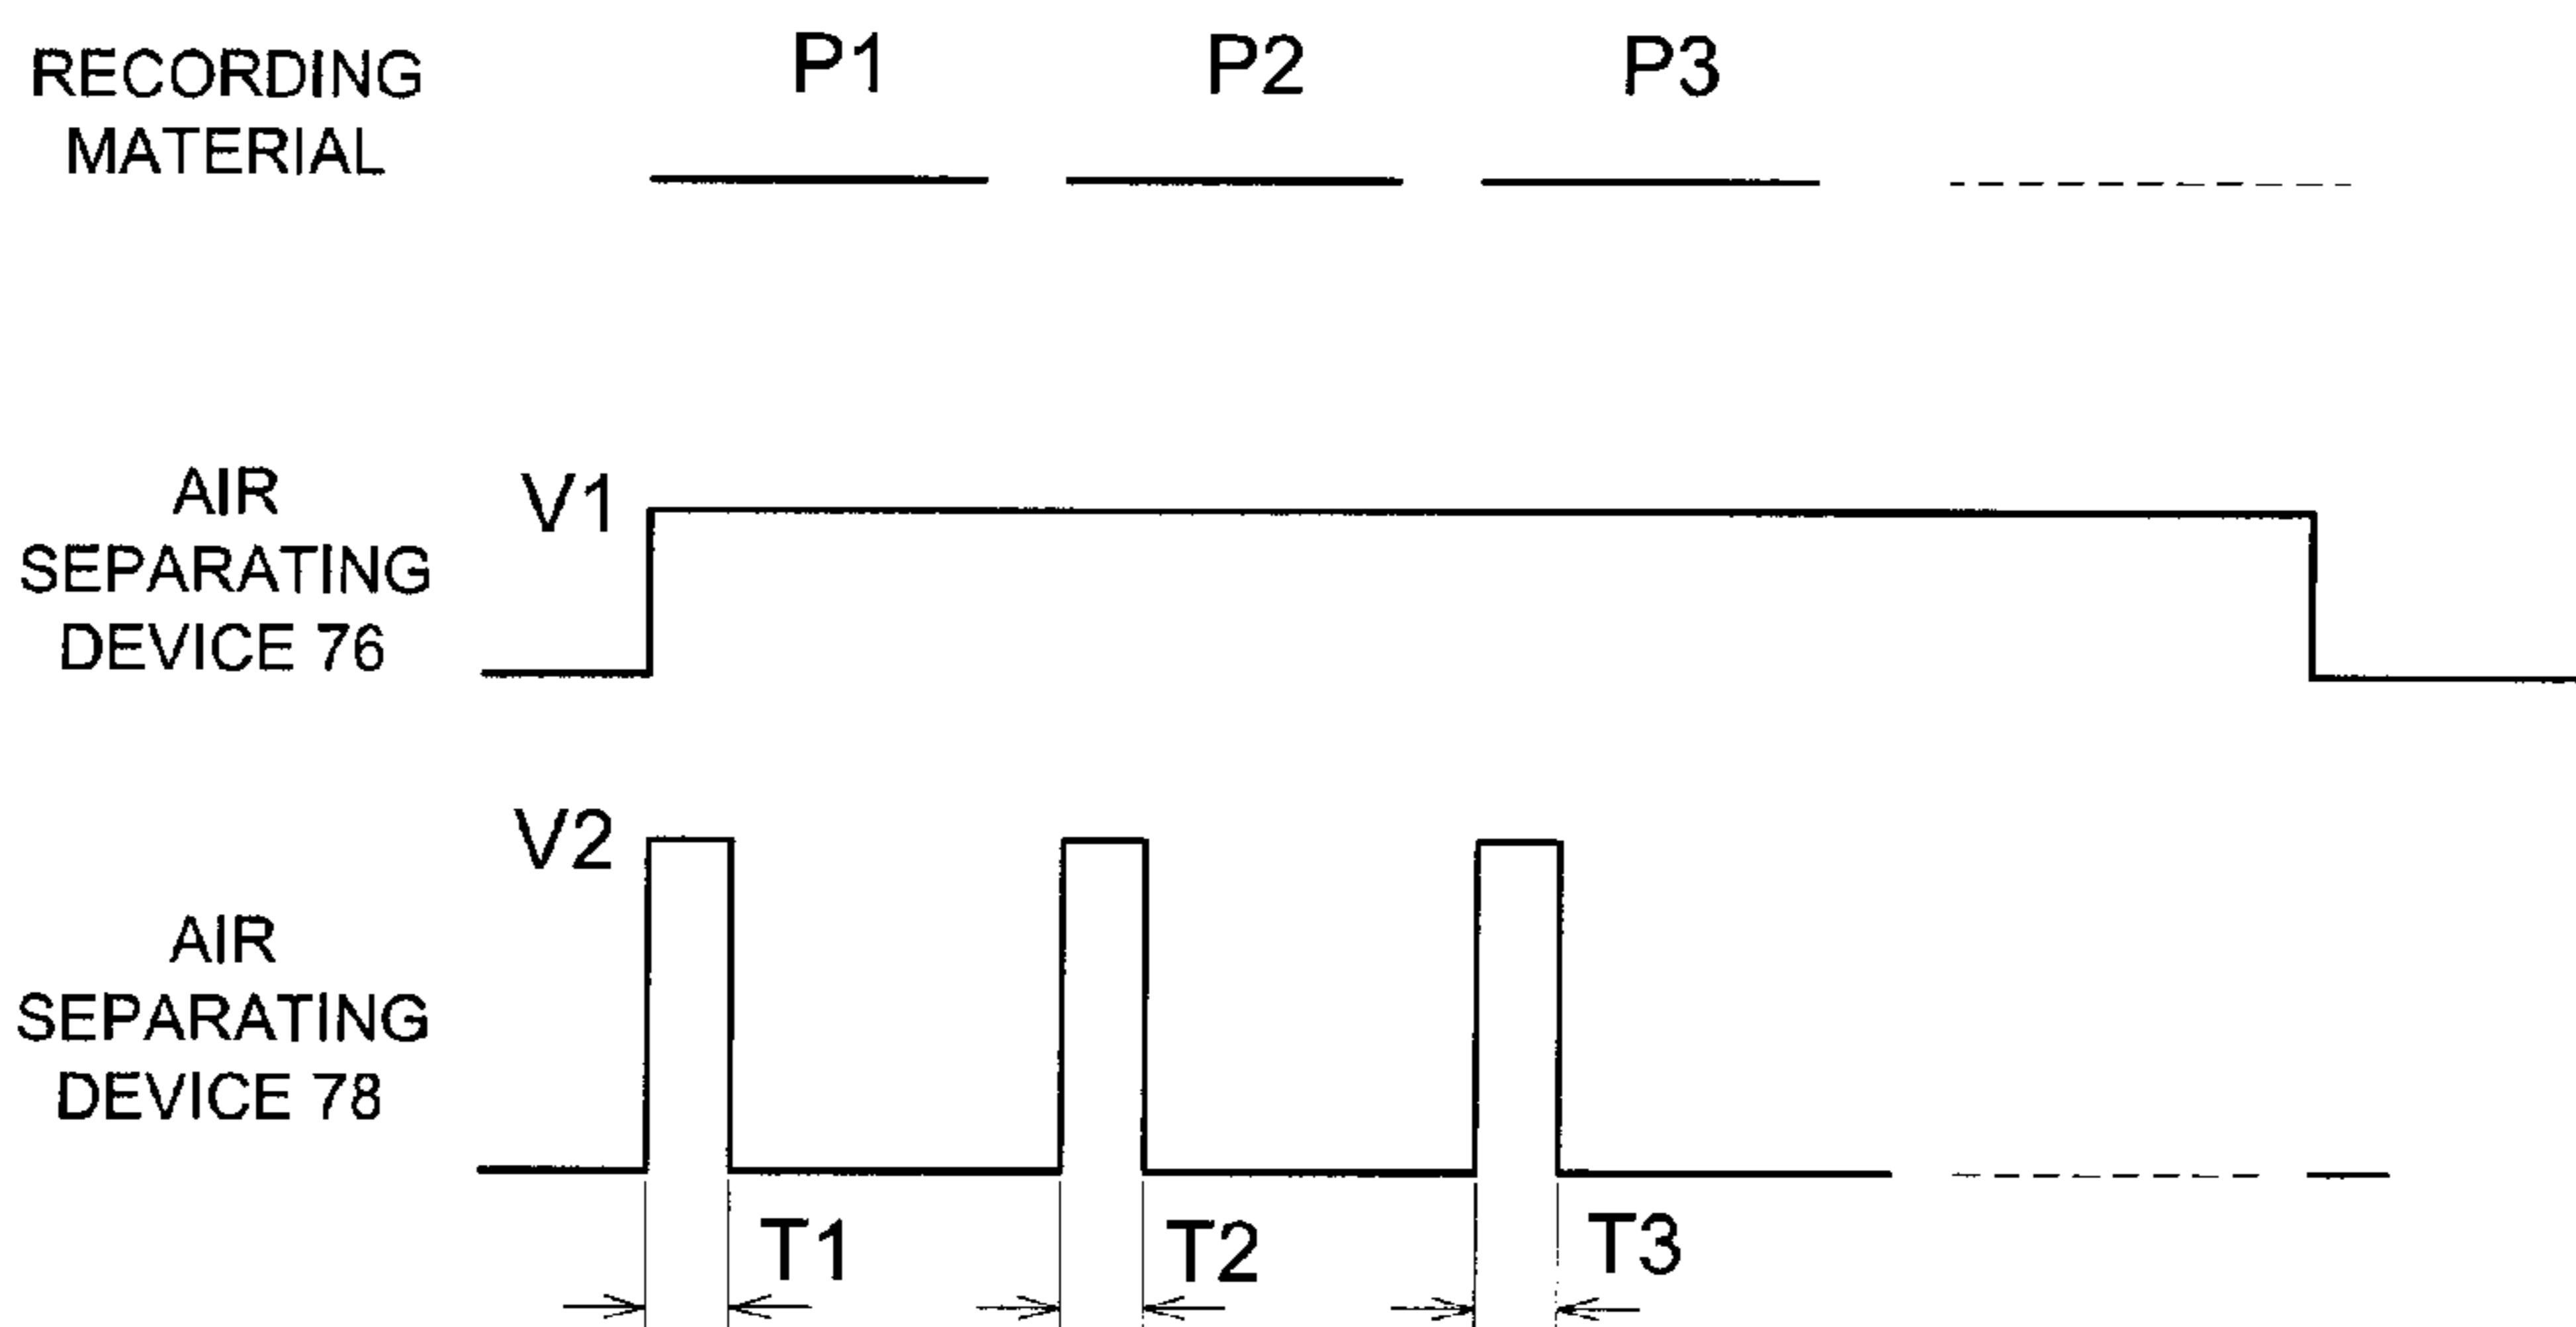 RECORDING
MATERIAL
P1
P2
P3
AIR
SEPARATING
DEVICE 76
V1
AIR
SEPARATING
DEVICE 78
V2
T1
T2
T3